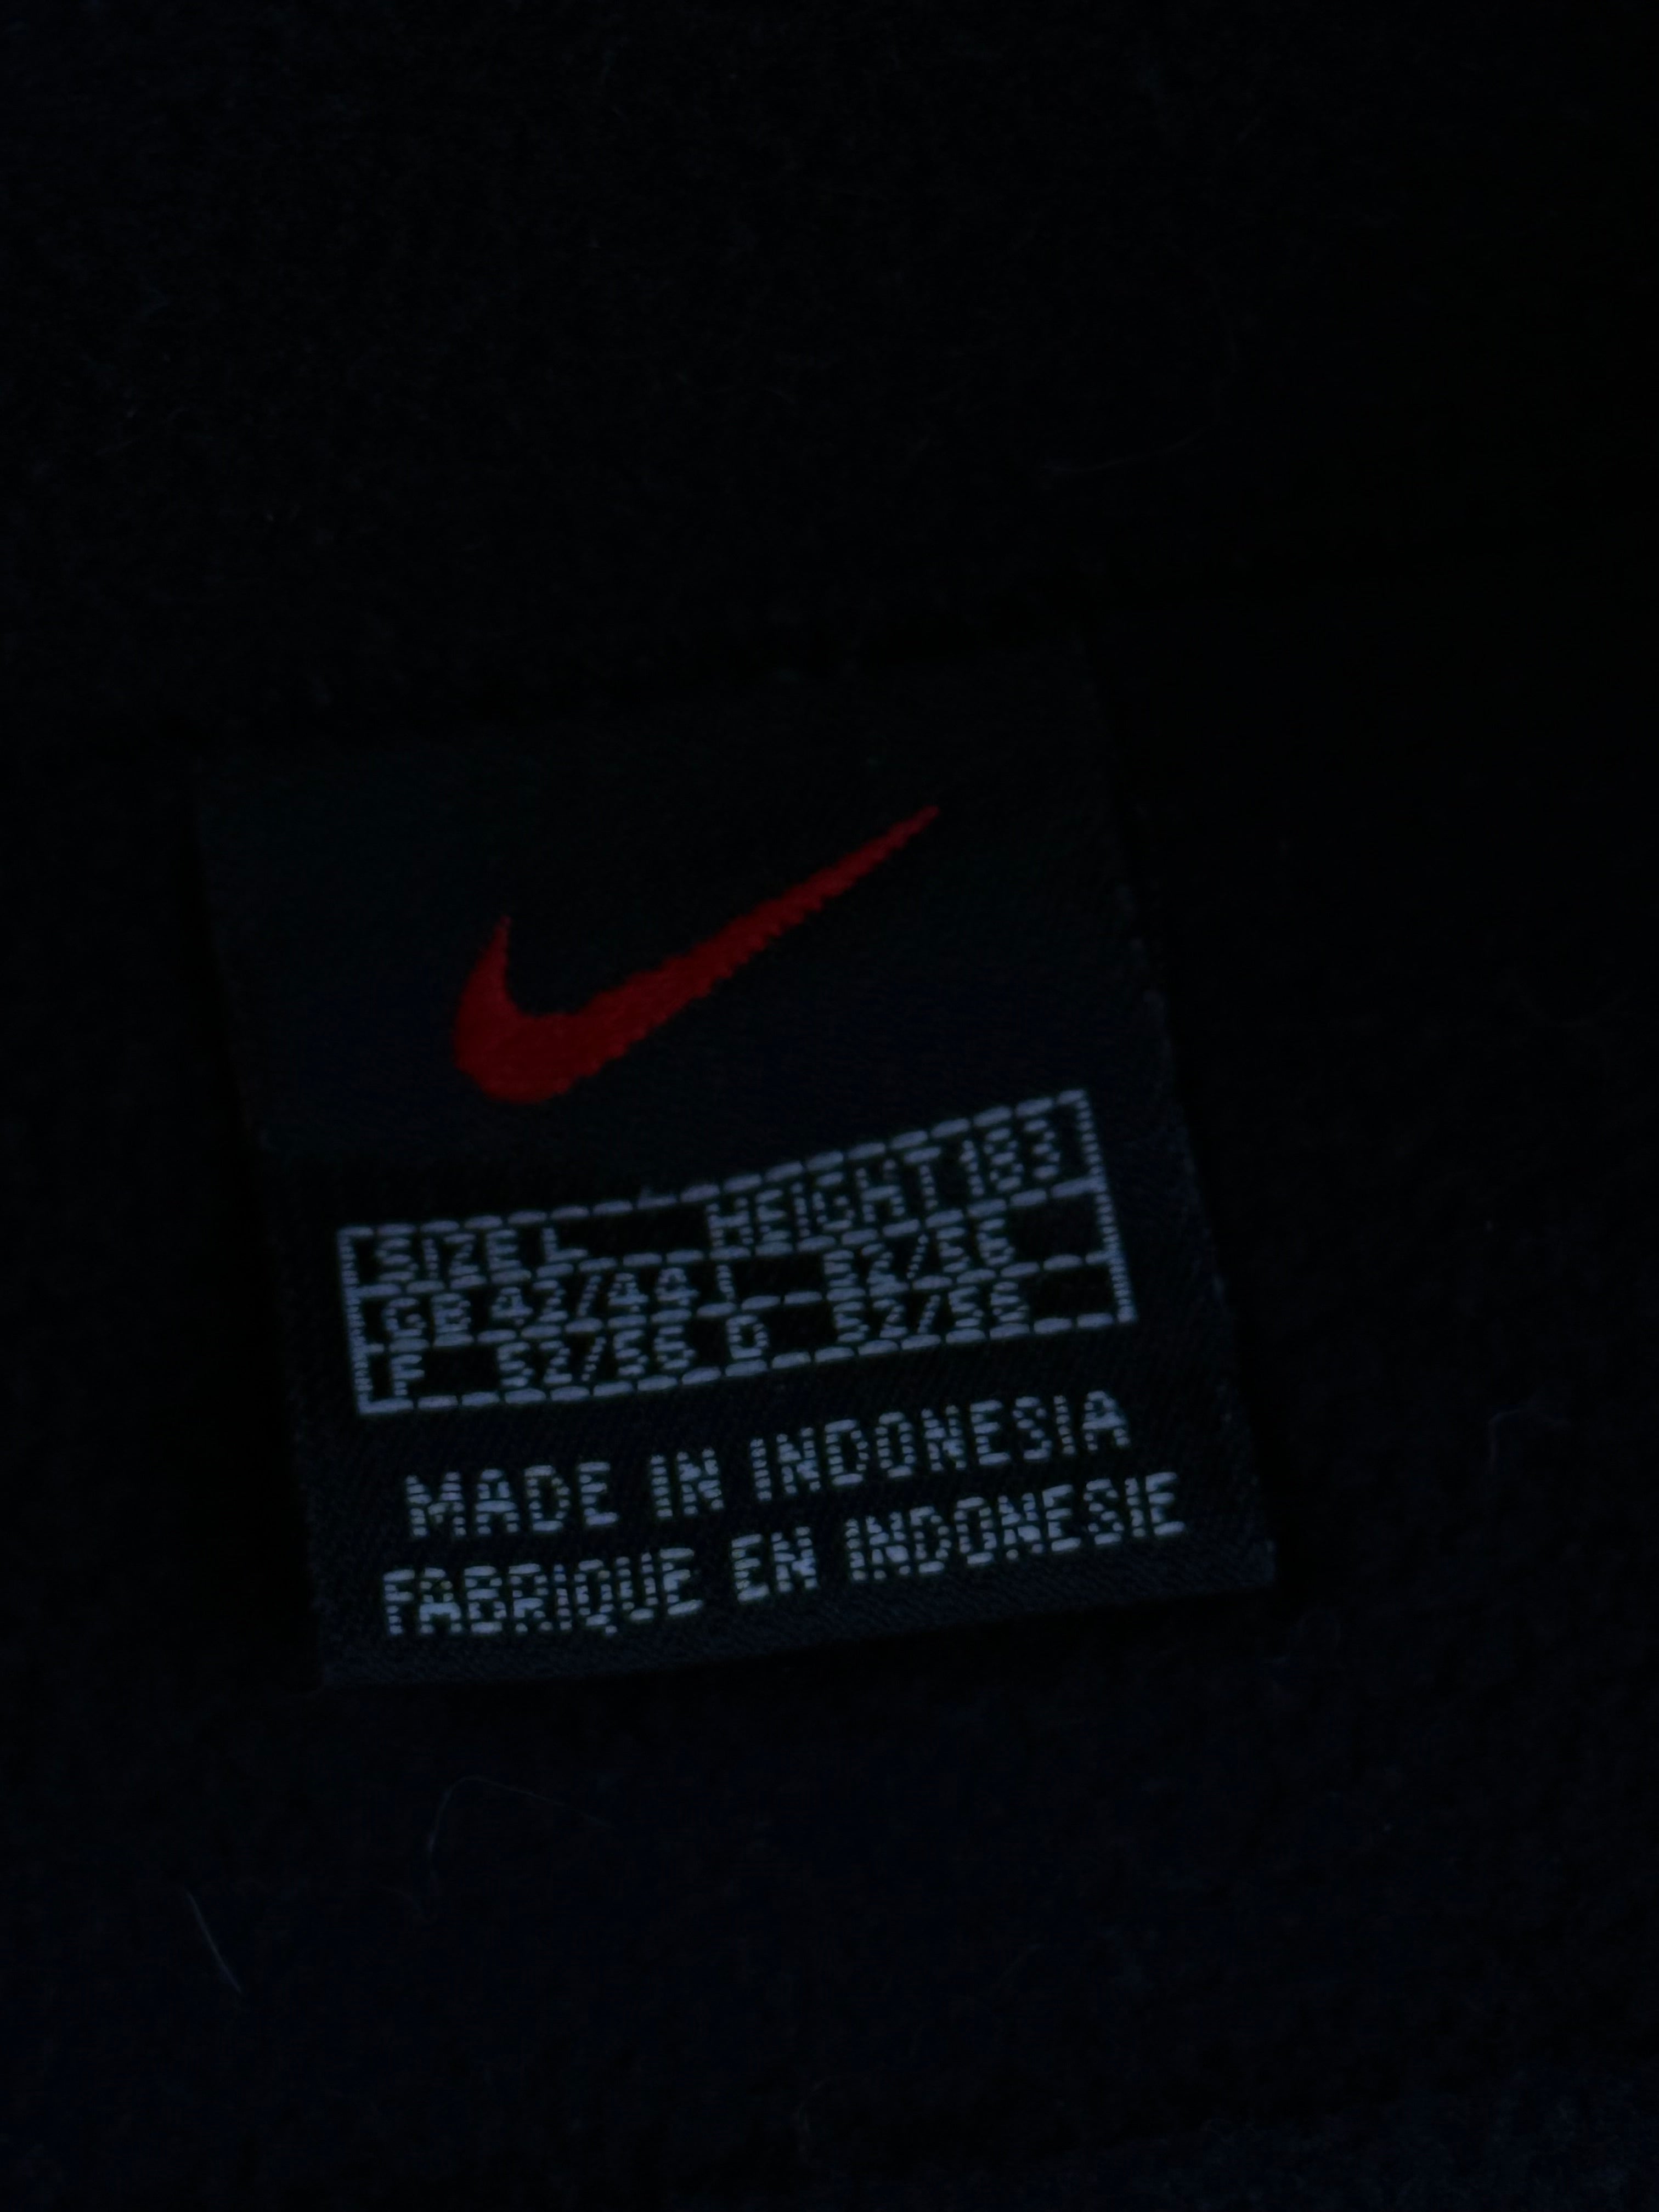 SIZE L HEIGHT 183
GB 42/44 I 52/56
F 52/56 D 52/56
MADE IN INDONESIA
FABRIQUE EN INDONESIE